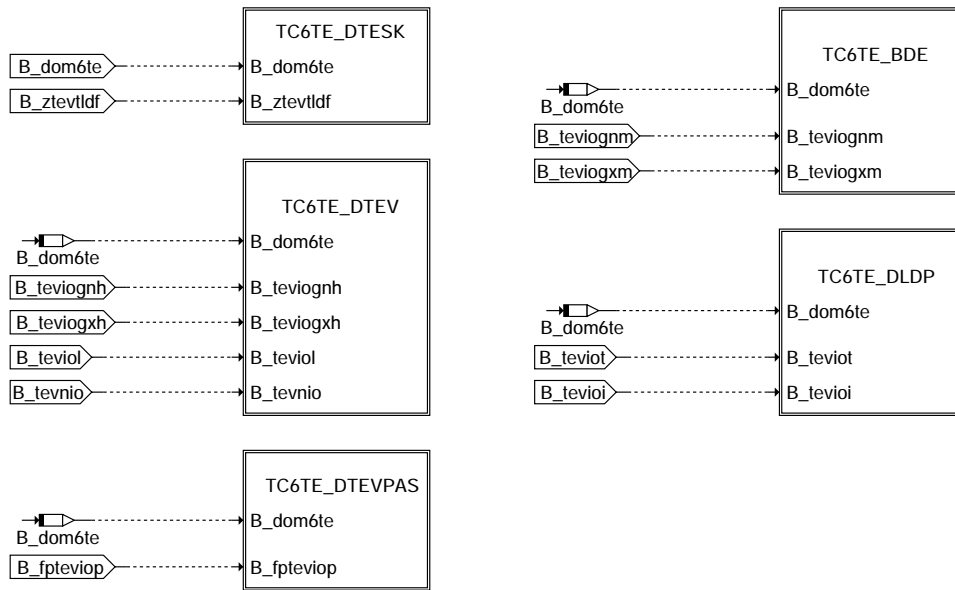 TC6TE_DTESK
B_dom6te
B_dom6te
B_ztevtldf
B_ztevtldf
TC6TE_DTEV
B_dom6te
B_dom6te
B_teviognh
B_teviognh
B_teviogxh
B_teviogxh
B_teviol
B_teviol
B_tevnio
B_tevnio
TC6TE_DTEVPAS
B_dom6te
B_dom6te
B_fpteviop
B_fpteviop
TC6TE_BDE
B_dom6te
B_dom6te
B_teviognm
B_teviognm
B_teviogxm
B_teviogxm
TC6TE_DLDP
B_dom6te
B_dom6te
B_teviot
B_teviot
B_tevioi
B_tevioi